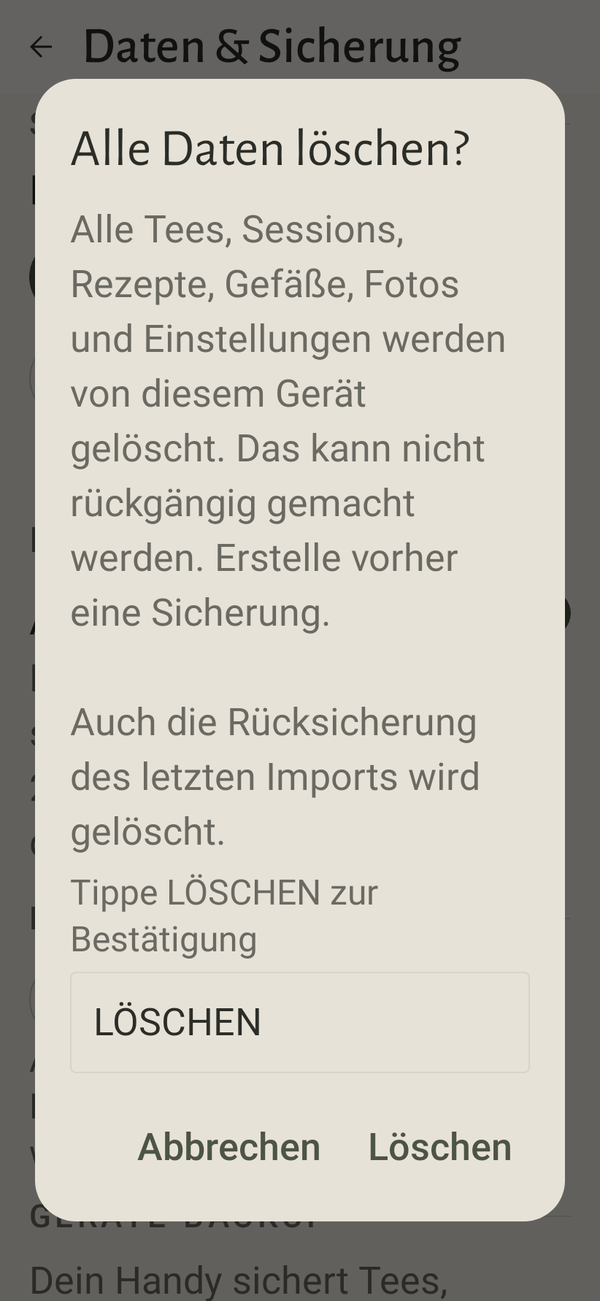 Daten & Sicherung
Alle Daten löschen?
Alle Tees, Sessions,
Rezepte, Gefäße, Fotos
und Einstellungen werden
von diesem Gerät
gelöscht. Das kann nicht
rückgängig gemacht
werden. Erstelle vorher
eine Sicherung.
Auch die Rücksicherung
des letzten Imports wird
gelöscht.
Tippe LÖSCHEN zur
Bestätigung
LÖSCHEN
Abbrechen Löschen
Dein Handy sichert Tees,